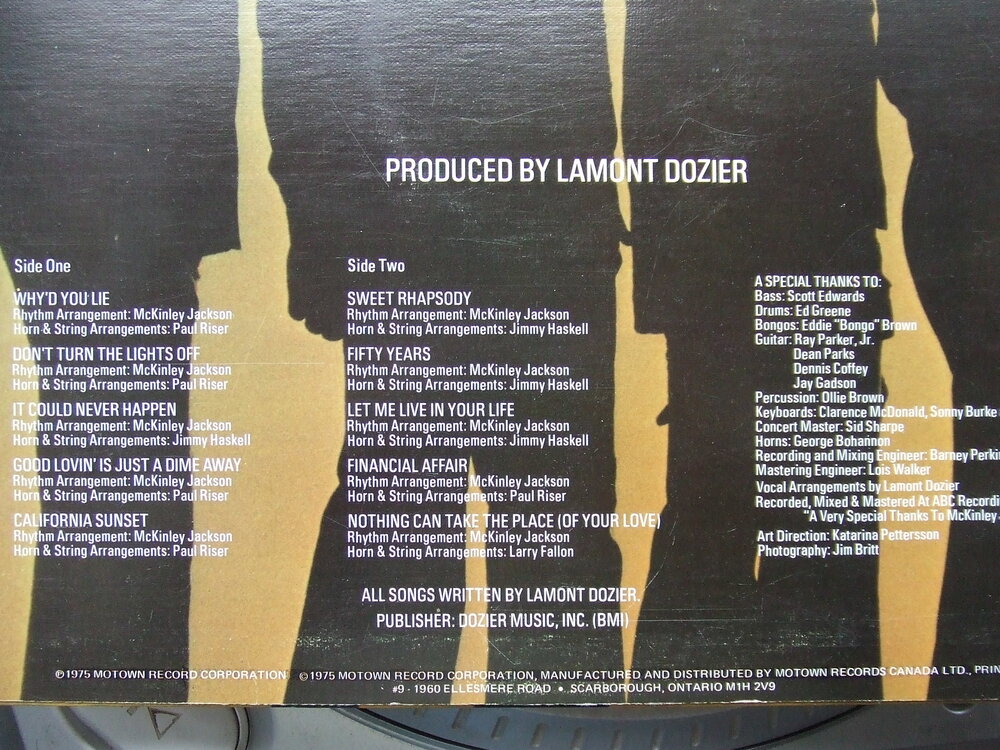 PRODUCED BY LAMONT DOZIER
Side One
WHY'D YOU LIE
Rhythm Arrangement: McKinley Jackson
Horn & String Arrangements: Paul Riser
DON'T TURN THE LIGHTS OFF
Rhythm Arrangement: McKinley Jackson
Horn & String Arrangements: Paul Riser
IT COULD NEVER HAPPEN
Rhythm Arrangement: McKinley Jackson
Horn & String Arrangements: Jimmy Haskell
GOOD LOVIN' IS JUST A DIME AWAY
Rhythm Arrangement: McKinley Jackson
Horn & String Arrangements: Paul Riser
CALIFORNIA SUNSET
Rhythm Arrangement: McKinley Jackson
Horn & String Arrangements: Paul Riser
Side Two
SWEET RHAPSODY
Rhythm Arrangement: McKinley Jackson
Horn & String Arrangements: Jimmy Haskell
FIFTY YEARS
Rhythm Arrangement: McKinley Jackson
Horn & String Arrangements: Jimmy Haskell
LET ME LIVE IN YOUR LIFE
Rhythm Arrangement: McKinley Jackson
Horn & String Arrangements: Jimmy Haskell
FINANCIAL AFFAIR
Rhythm Arrangement: McKinley Jackson
Horn & String Arrangements: Paul Riser
NOTHING CAN TAKE THE PLACE (OF YOUR LOVE)
Rhythm Arrangement: McKinley Jackson
Horn & String Arrangements: Larry Fallon
A SPECIAL THANKS TO:
Bass: Scott Edwards
Drums: Ed Greene
Bongos: Eddie "Bongo" Brown
Guitar: Ray Parker, Jr.
Dean Parks
Dennis Coffey
Jay Gadson
Percussion: Ollie Brown
Keyboards: Clarence McDonald, Sonny Burke
Concert Master: Sid Sharpe
Horns: George Bohannon
Recording and Mixing Engineer: Barney Perki
Mastering Engineer: Lois Walker
Vocal Arrangements by Lamont Dozier
Recorded, Mixed & Mastered At ABC Recordi
"A Very Special Thanks To McKinley
Art Direction: Katarina Pettersson
Photography: Jim Britt
ALL SONGS WRITTEN BY LAMONT DOZIER.
PUBLISHER: DOZIER MUSIC, INC. (BMI)
℗1975 MOTOWN RECORD CORPORATION ©1975 MOTOWN RECORD CORPORATION, MANUFACTURED AND DISTRIBUTED BY MOTOWN RECORDS CANADA LTD., PRIN
#9 - 1960 ELLESMERE ROAD • SCARBOROUGH, ONTARIO M1H 2V9